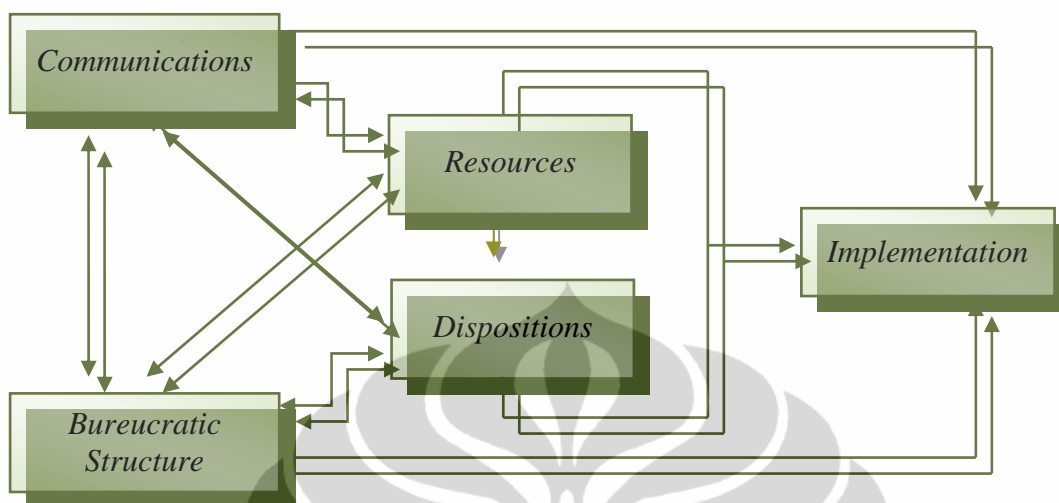 Communications
Resources
Implementation
Dispositions
Bureucratic
Structure